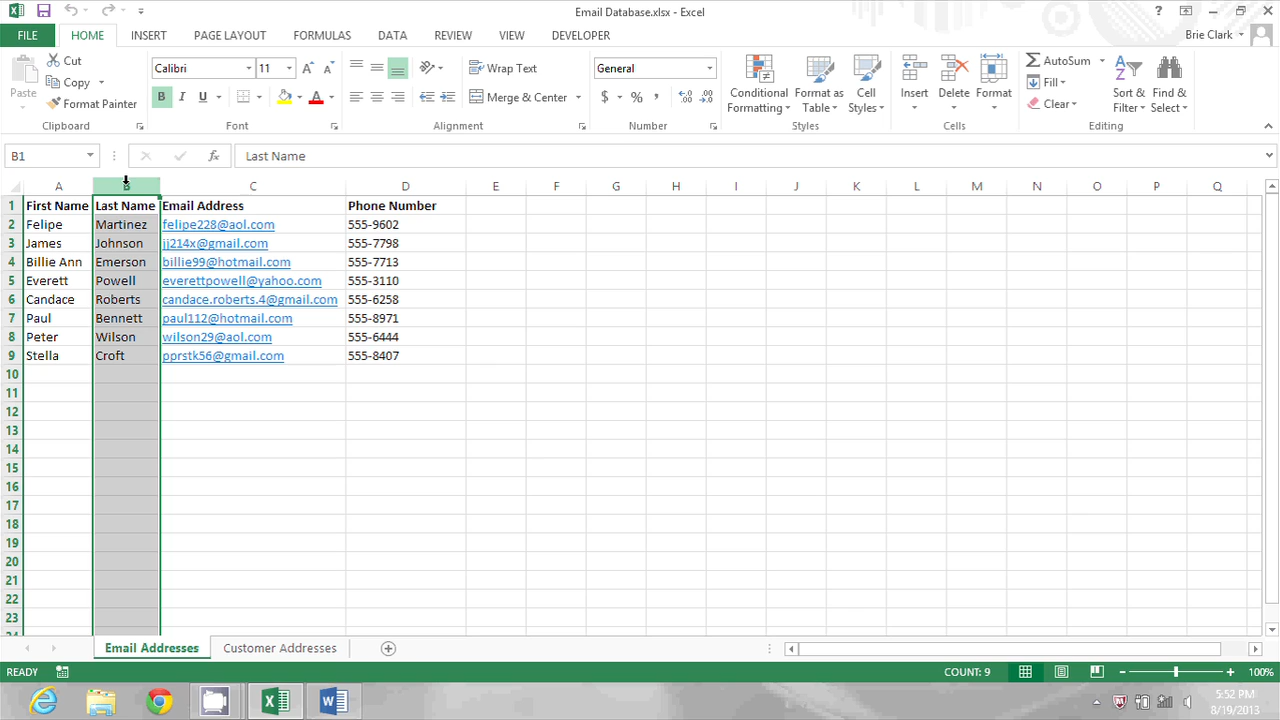 Email Database.xlsx - Excel
?
FILE HOME INSERT PAGE LAYOUT FORMULAS DATA REVIEW VIEW DEVELOPER Brie Clark
Paste Cut Copy Format Painter Clipboard
Calibri 11 B I U A A A Font
Wrap Text Merge & Center Alignment
General $ % , .00 Number
Conditional Formatting Format as Table Cell Styles Styles
Insert Delete Format Cells
AutoSum Fill Clear Sort & Filter Find & Select Editing
B1 fx Last Name
A B C D E F G H I J K L M N O P Q
1 First Name Last Name Email Address Phone Number
2 Felipe Martinez felipe228@aol.com 555-9602
3 James Johnson jj214x@gmail.com 555-7798
4 Billie Ann Emerson billie99@hotmail.com 555-7713
5 Everett Powell everettpowell@yahoo.com 555-3110
6 Candace Roberts candace.roberts.4@gmail.com 555-6258
7 Paul Bennett paul112@hotmail.com 555-8971
8 Peter Wilson wilson29@aol.com 555-6444
9 Stella Croft pprstk56@gmail.com 555-8407
10
11
12
13
14
15
16
17
18
19
20
21
22
23
Email Addresses Customer Addresses
READY COUNT: 9 100%
5:52 PM
8/19/2013